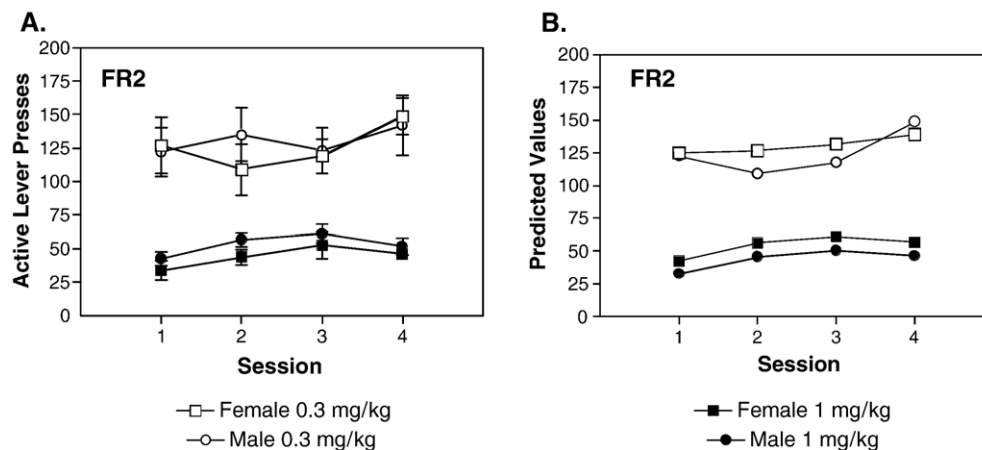 A.
200
175
150
125
100
75
50
25
0
FR2
Active Lever Presses
1 2 3 4
Session
Female 0.3 mg/kg
Male 0.3 mg/kg
B.
200
175
150
125
100
75
50
25
0
FR2
Predicted Values
1 2 3 4
Session
Female 1 mg/kg
Male 1 mg/kg